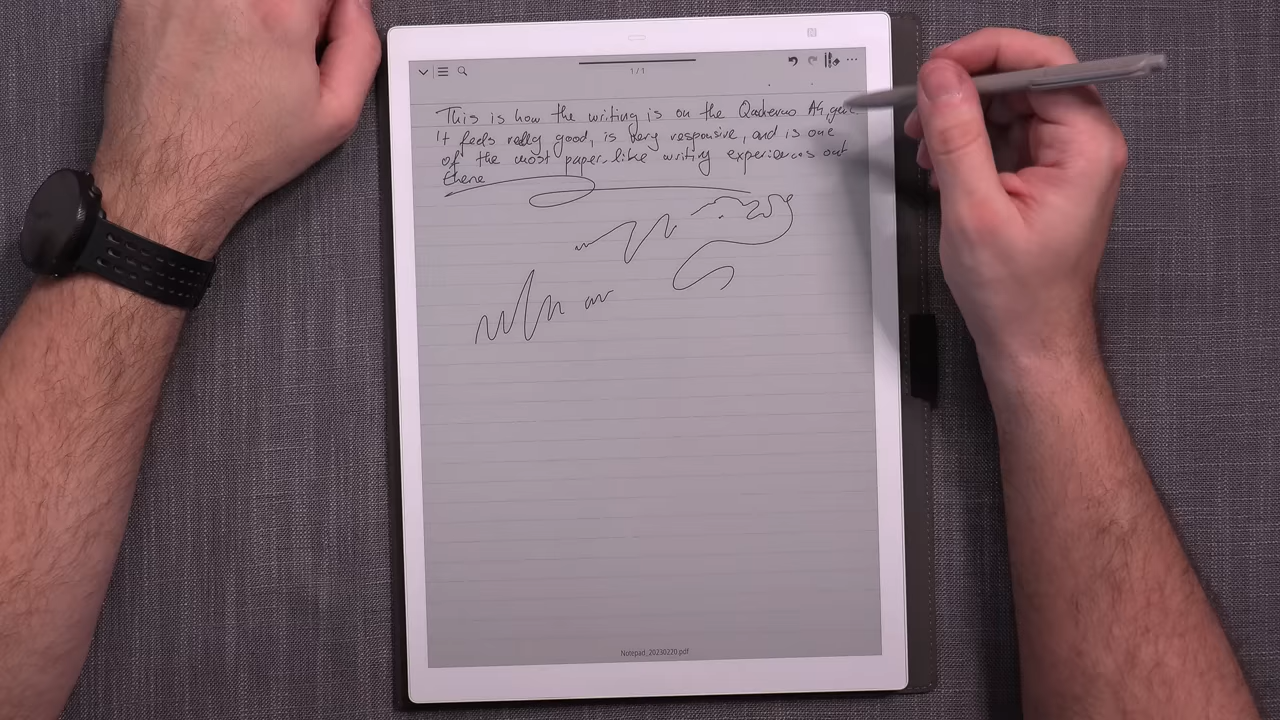 1/1
This is how the writing is on the Quaderno A4, gen
It feels really good, is very responsive, and is one
of the most paper-like writing experiences out
there
Notepad_20230220.pdf